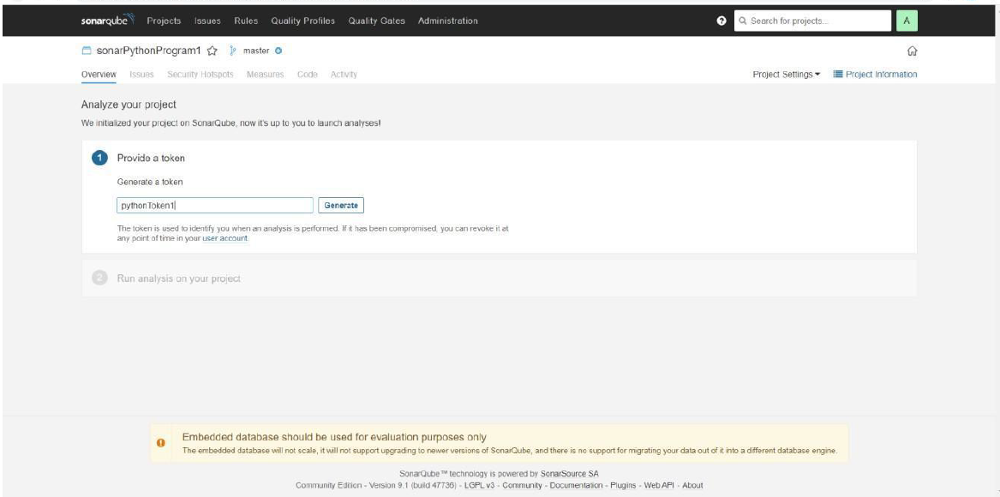 sonarqube Projects Issues Rules Quality Profiles Quality Gates Administration ? Search for projects... A
sonarPythonProgram1 master
Overview Issues Security Hotspots Measures Code Activity Project Settings Project Information
Analyze your project
We initialized your project on SonarQube, now it's up to you to launch analyses!
1 Provide a token
Generate a token
pythonToken1 Generate
The token is used to identify you when an analysis is performed. If it has been compromised, you can revoke it at
any point of time in your user account.
2 Run analysis on your project
Embedded database should be used for evaluation purposes only
The embedded database will not scale, it will not support upgrading to newer versions of SonarQube, and there is no support for migrating your data out of it into a different database engine.
SonarQube™ technology is powered by SonarSource SA
Community Edition - Version 9.1 (build 47736) - LGPL v3 - Community - Documentation - Plugins - Web API - About